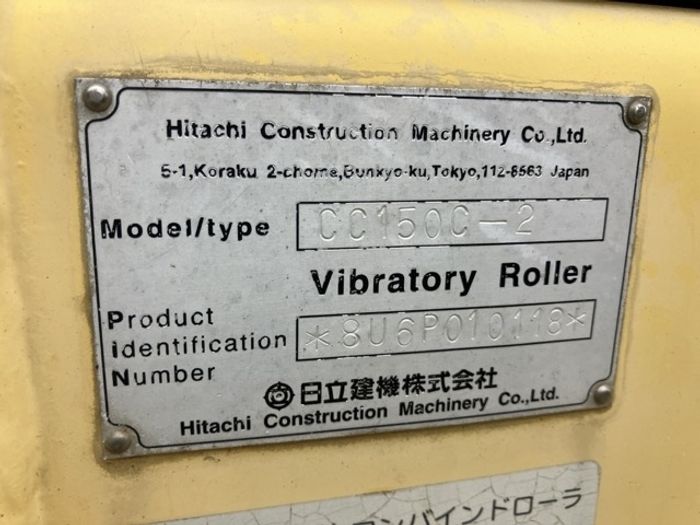 Hitachi Construction Machinery Co.,Ltd.
5-1,Koraku 2-chome,Bunkyo-ku,Tokyo,112-8563 Japan
Model/type CC150C-2
Vibratory Roller
Product
Identification *8U6P010118*
Number
日立建機株式会社
Hitachi Construction Machinery Co.,Ltd.
コンバインドローラ